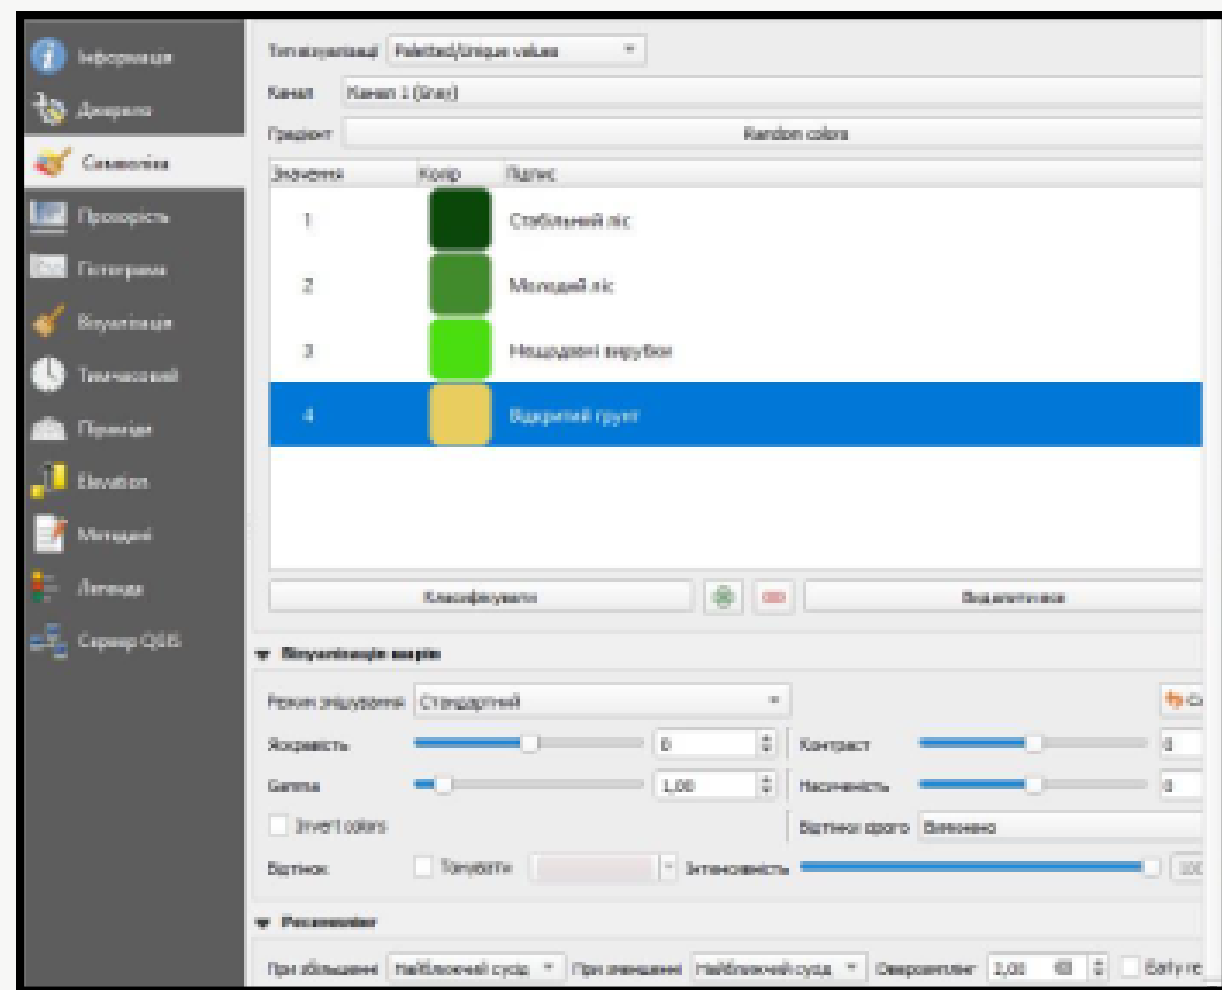 Інформація
Джерело
Символіка
Прозорість
Гістограма
Візуалізація
Тимчасовий
Піраміди
Elevation
Метадані
Легенда
Сервер QGIS
Тип візуалізації Paletted/Unique values
Канал Канал 1 (Gray)
Градієнт Random colors
Значення Колір Підпис
1 Стабільний ліс
2 Молодий ліс
3 Нещодавні вирубки
4 Відкритий грунт
Класифікувати Видалити все
Візуалізація шарів
Режим змішування Стандартний
Яскравість 0 Контраст 0
Gamma 1,00 Насиченість 0
Invert colors Відтінки сірого Вимкнено
Відтінок Тонувати Інтенсивність 100
При збільшенні Найближчий сусід При зменшенні Найближчий сусід 2,00 Early re